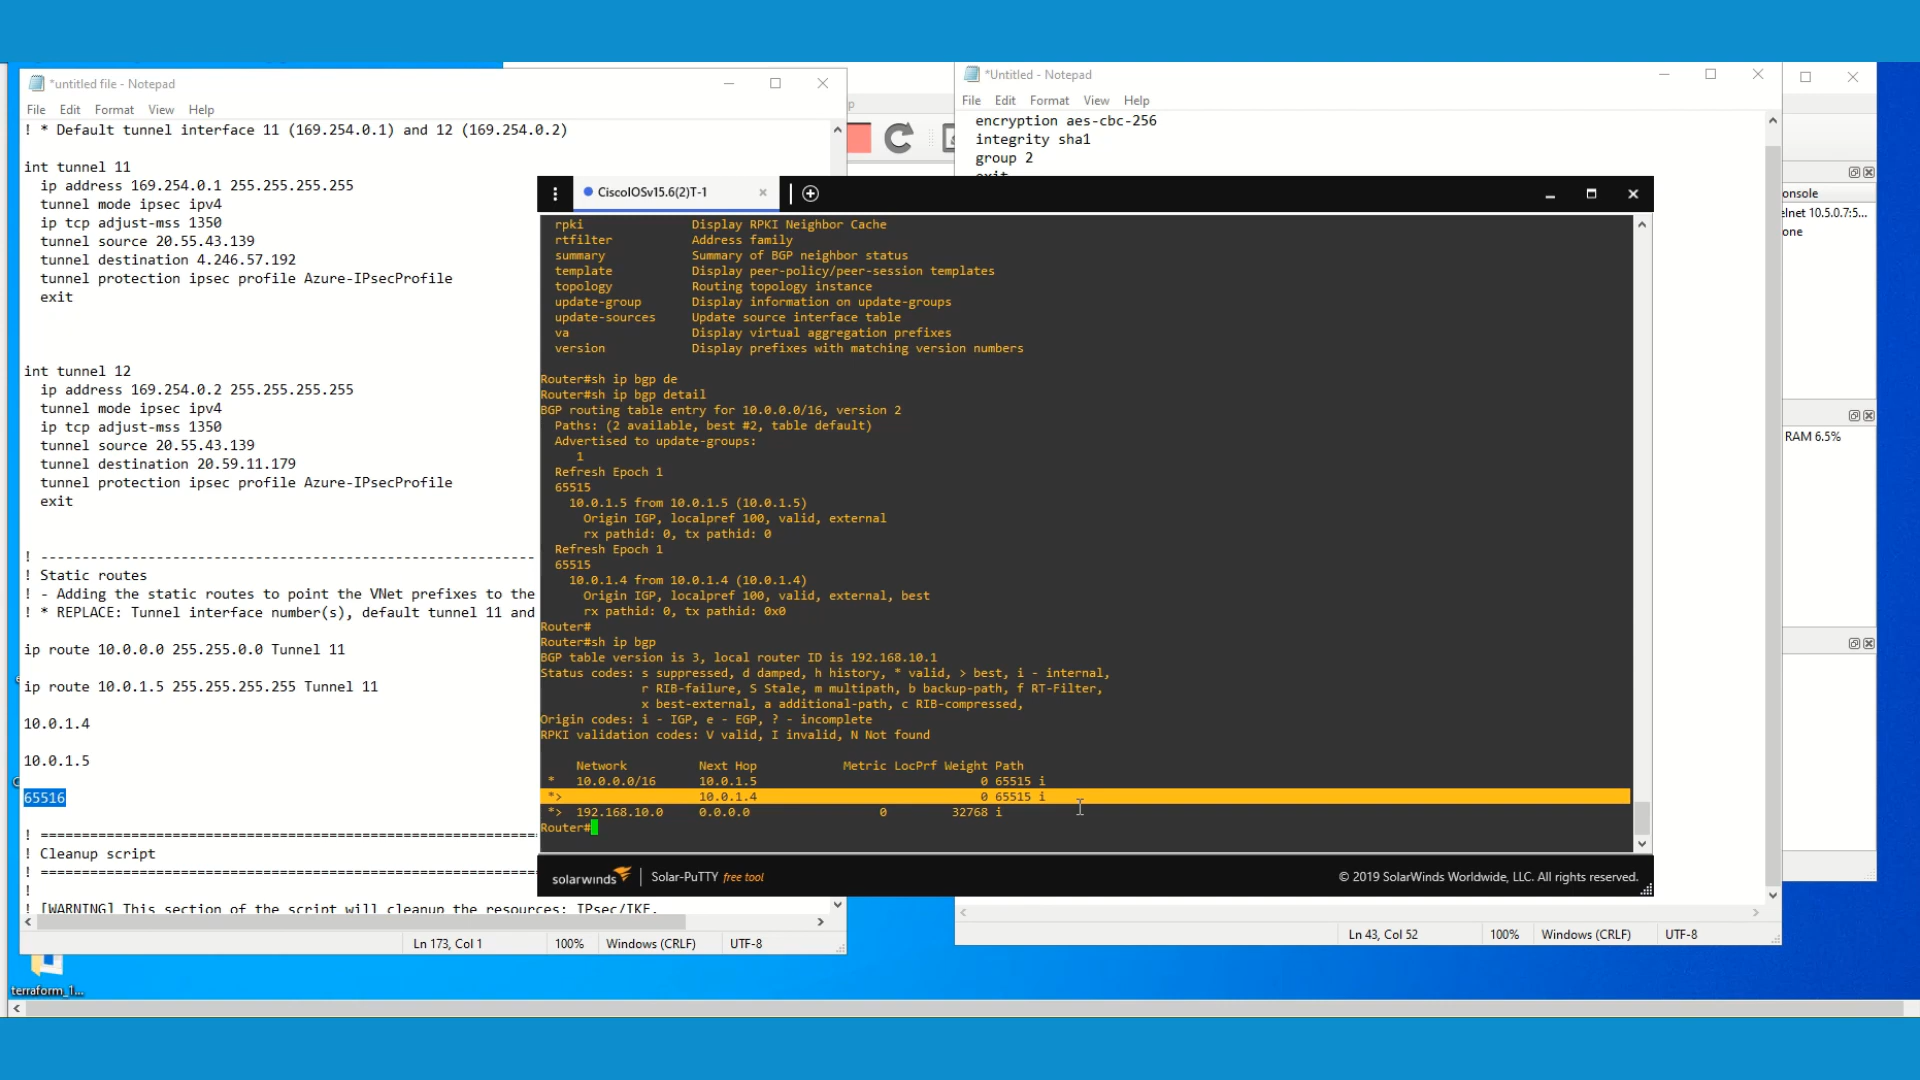 *untitled file - Notepad
File Edit Format View Help
! * Default tunnel interface 11 (169.254.0.1) and 12 (169.254.0.2)
int tunnel 11
ip address 169.254.0.1 255.255.255.255
tunnel mode ipsec ipv4
ip tcp adjust-mss 1350
tunnel source 20.55.43.139
tunnel destination 4.246.57.192
tunnel protection ipsec profile Azure-IPsecProfile
exit
int tunnel 12
ip address 169.254.0.2 255.255.255.255
tunnel mode ipsec ipv4
ip tcp adjust-mss 1350
tunnel source 20.55.43.139
tunnel destination 20.59.11.179
tunnel protection ipsec profile Azure-IPsecProfile
exit
! ------------------------------------------------------------
! Static routes
! - Adding the static routes to point the VNet prefixes to the
! * REPLACE: Tunnel interface number(s), default tunnel 11 and
ip route 10.0.0.0 255.255.0.0 Tunnel 11
ip route 10.0.1.5 255.255.255.255 Tunnel 11
10.0.1.4
10.0.1.5
65516
! ============================================================
! Cleanup script
! ============================================================
!
! [WARNING] This section of the script will cleanup the resources: IPsec/IKE.
Ln 173, Col 1 100% Windows (CRLF) UTF-8
terraform_1...
*Untitled - Notepad
File Edit Format View Help
encryption aes-cbc-256
integrity sha1
group 2
exit
CiscoIOSv15.6(2)T-1
rpki Display RPKI Neighbor Cache
rtfilter Address family
summary Summary of BGP neighbor status
template Display peer-policy/peer-session templates
topology Routing topology instance
update-group Display information on update-groups
update-sources Update source interface table
va Display virtual aggregation prefixes
version Display prefixes with matching version numbers
Router#sh ip bgp de
Router#sh ip bgp detail
BGP routing table entry for 10.0.0.0/16, version 2
Paths: (2 available, best #2, table default)
Advertised to update-groups:
1
Refresh Epoch 1
65515
10.0.1.5 from 10.0.1.5 (10.0.1.5)
Origin IGP, localpref 100, valid, external
rx pathid: 0, tx pathid: 0
Refresh Epoch 1
65515
10.0.1.4 from 10.0.1.4 (10.0.1.4)
Origin IGP, localpref 100, valid, external, best
rx pathid: 0, tx pathid: 0x0
Router#
Router#sh ip bgp
BGP table version is 3, local router ID is 192.168.10.1
Status codes: s suppressed, d damped, h history, * valid, > best, i - internal,
r RIB-failure, S Stale, m multipath, b backup-path, f RT-Filter,
x best-external, a additional-path, c RIB-compressed,
Origin codes: i - IGP, e - EGP, ? - incomplete
RPKI validation codes: V valid, I invalid, N Not found
Network Next Hop Metric LocPrf Weight Path
* 10.0.0.0/16 10.0.1.5 0 65515 i
*> 10.0.1.4 0 65515 i
*> 192.168.10.0 0.0.0.0 0 32768 i
Router#
solarwinds Solar-PuTTY free tool
© 2019 SolarWinds Worldwide, LLC. All rights reserved.
Ln 43, Col 52 100% Windows (CRLF) UTF-8
onsole
elnet 10.5.0.7:5...
one
RAM 6.5%